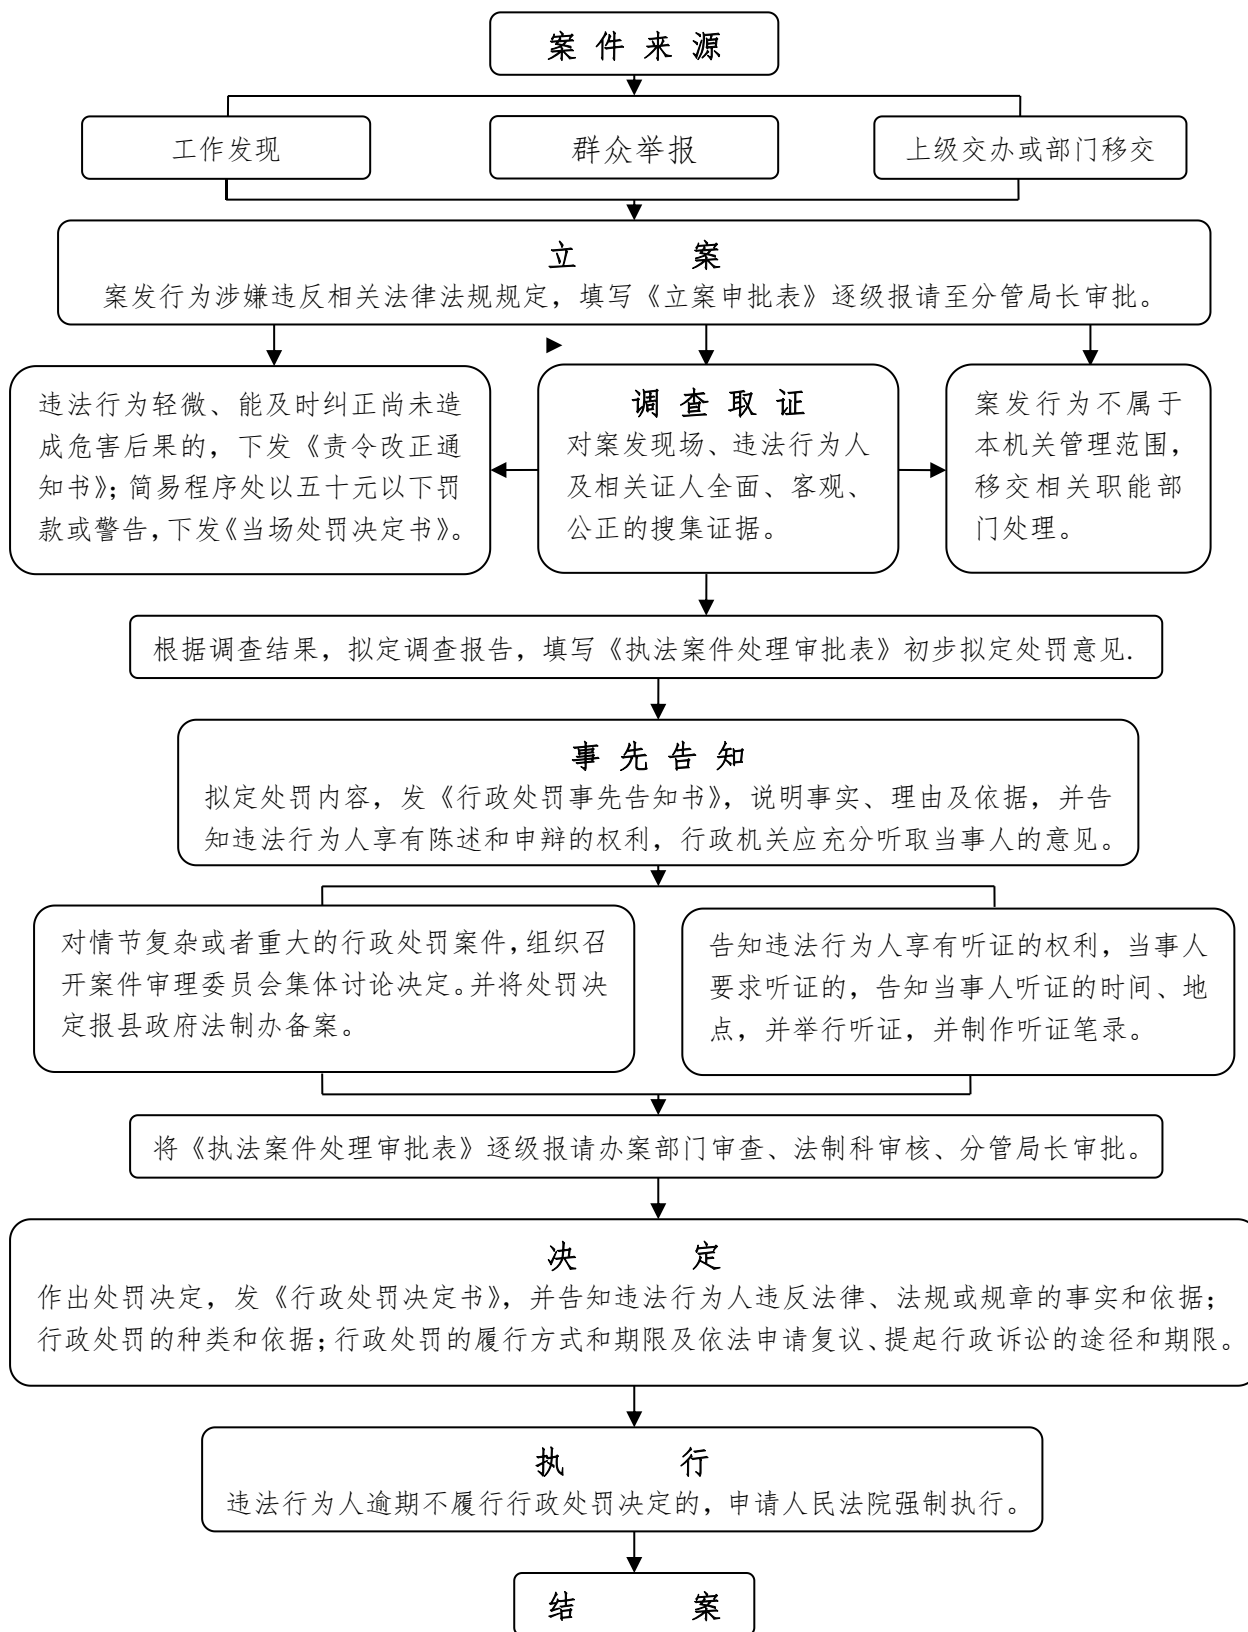 案件来源
工作发现
群众举报
上级交办或部门移交
立案
案发行为涉嫌违反相关法律法规规定，填写《立案审批表》逐级报请至分管局长审批。
违法行为轻微、能及时纠正尚未造
成危害后果的，下发《责令改正通
知书》；简易程序处以五十元以下罚
款或警告，下发《当场处罚决定书》。
调查取证
对案发现场、违法行为人
及相关证人全面、客观、
公正的搜集证据。
案发行为不属于
本机关管理范围，
移交相关职能部
门处理。
根据调查结果，拟定调查报告，填写《执法案件处理审批表》初步拟定处罚意见.
事先告知
拟定处罚内容，发《行政处罚事先告知书》，说明事实、理由及依据，并告
知违法行为人享有陈述和申辩的权利，行政机关应充分听取当事人的意见。
对情节复杂或者重大的行政处罚案件，组织召
开案件审理委员会集体讨论决定。并将处罚决
定报县政府法制办备案。
告知违法行为人享有听证的权利，当事人
要求听证的，告知当事人听证的时间、地
点，并举行听证，并制作听证笔录。
将《执法案件处理审批表》逐级报请办案部门审查、法制科审核、分管局长审批。
决定
作出处罚决定，发《行政处罚决定书》，并告知违法行为人违反法律、法规或规章的事实和依据；
行政处罚的种类和依据；行政处罚的履行方式和期限及依法申请复议、提起行政诉讼的途径和期限。
执行
违法行为人逾期不履行行政处罚决定的，申请人民法院强制执行。
结案